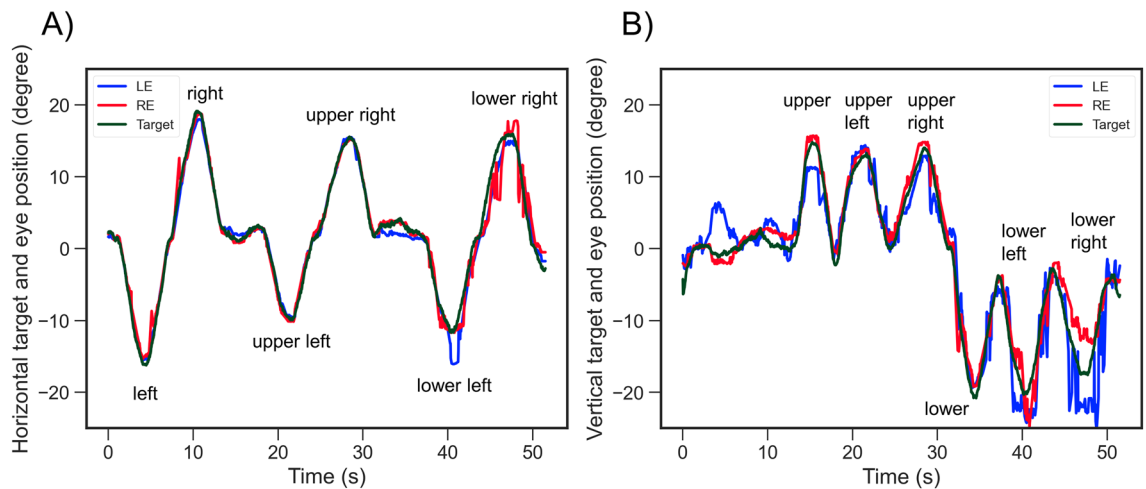 A)
Horizontal target and eye position (degree)
20
10
0
−10
−20
LE
RE
Target
right
upper right
lower right
left
upper left
lower left
0
10
20
30
40
50
Time (s)
B)
Vertical target and eye position (degree)
20
10
0
−10
−20
LE
RE
Target
upper
upper
left
upper
right
lower
lower
left
lower
right
0
10
20
30
40
50
Time (s)